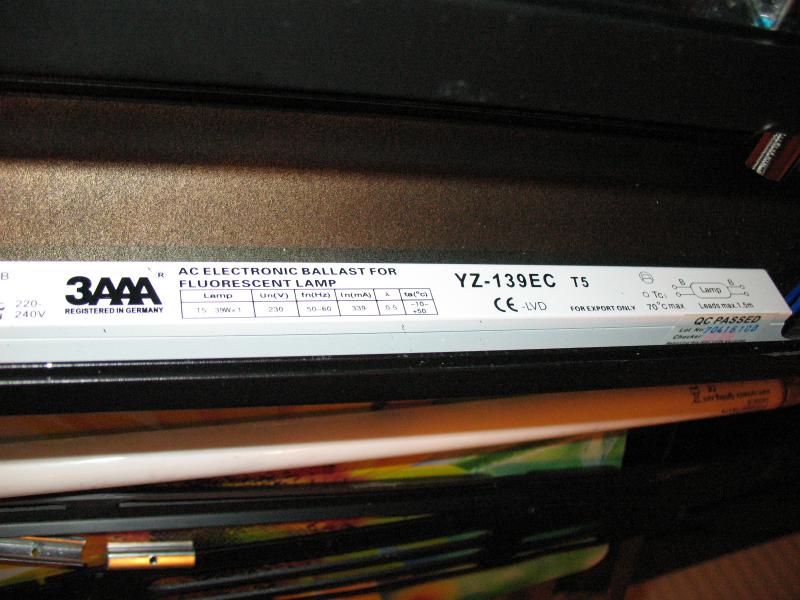 B
220-
240V
3AAA R
REGISTERED IN GERMANY
AC ELECTRONIC BALLAST FOR
FLUORESCENT LAMP
Lamp Un(V) fn(Hz) In(mA) λ ta(°C)
T5 39W×1 230 50-60 339 0.5 -10-
+50
YZ-139EC T5
CE -LVD FOR EXPORT ONLY
Tc:
70°C max
B Lamp B
Leads max.1.5m
QC PASSED
Lot No
Checker